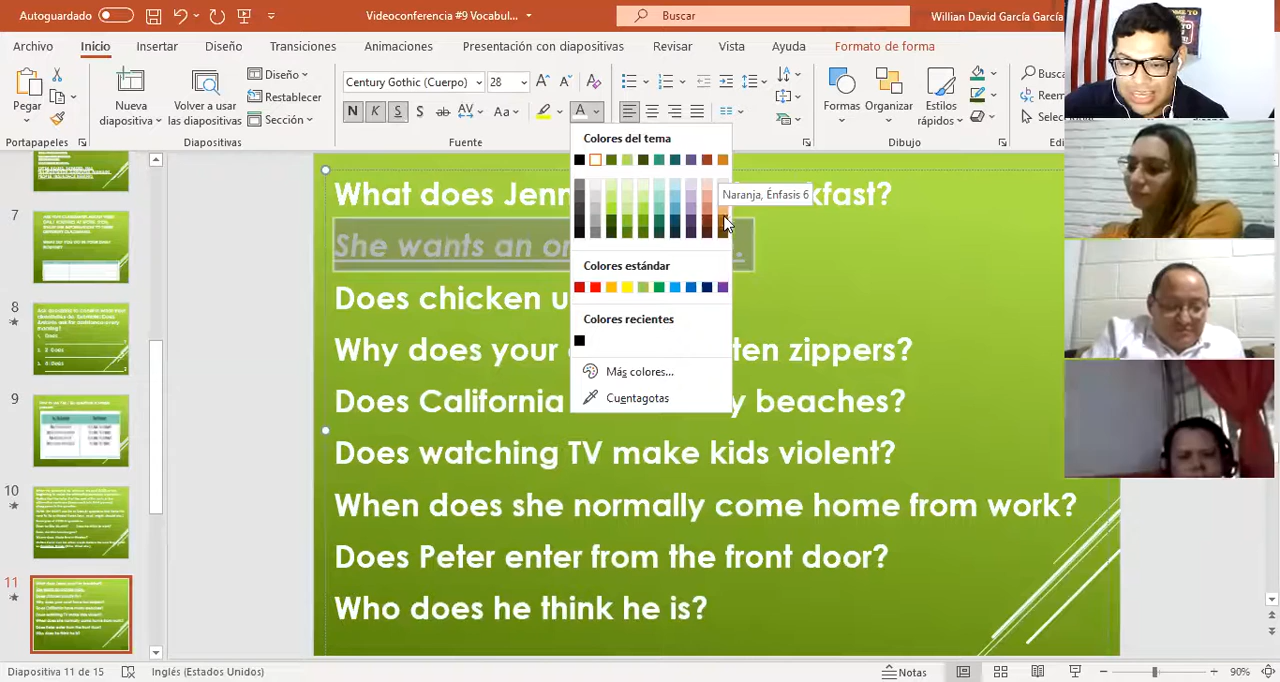 Autoguardado
Videoconferencia #9 Vocabul...
Buscar
Willian David García García
Archivo Inicio Insertar Diseño Transiciones Animaciones Presentación con diapositivas Revisar Vista Ayuda Formato de forma
Pegar
Nueva diapositiva
Volver a usar las diapositivas
Diseño
Restablecer
Sección
Century Gothic (Cuerpo) 28
N K S S ab AV Aa A
Formas Organizar Estilos rápidos
Portapapeles Diapositivas Fuente Dibujo
Colores del tema
Naranja, Énfasis 6
Colores estándar
Colores recientes
Más colores...
Cuentagotas
What does Jenn
kfast?
She wants an o
Does chicken u
Why does your
ten zippers?
Does California
y beaches?
Does watching TV make kids violent?
When does she normally come home from work?
Does Peter enter from the front door?
Who does he think he is?
7
8
9
10
11
Diapositiva 11 de 15 Inglés (Estados Unidos) Notas 90%